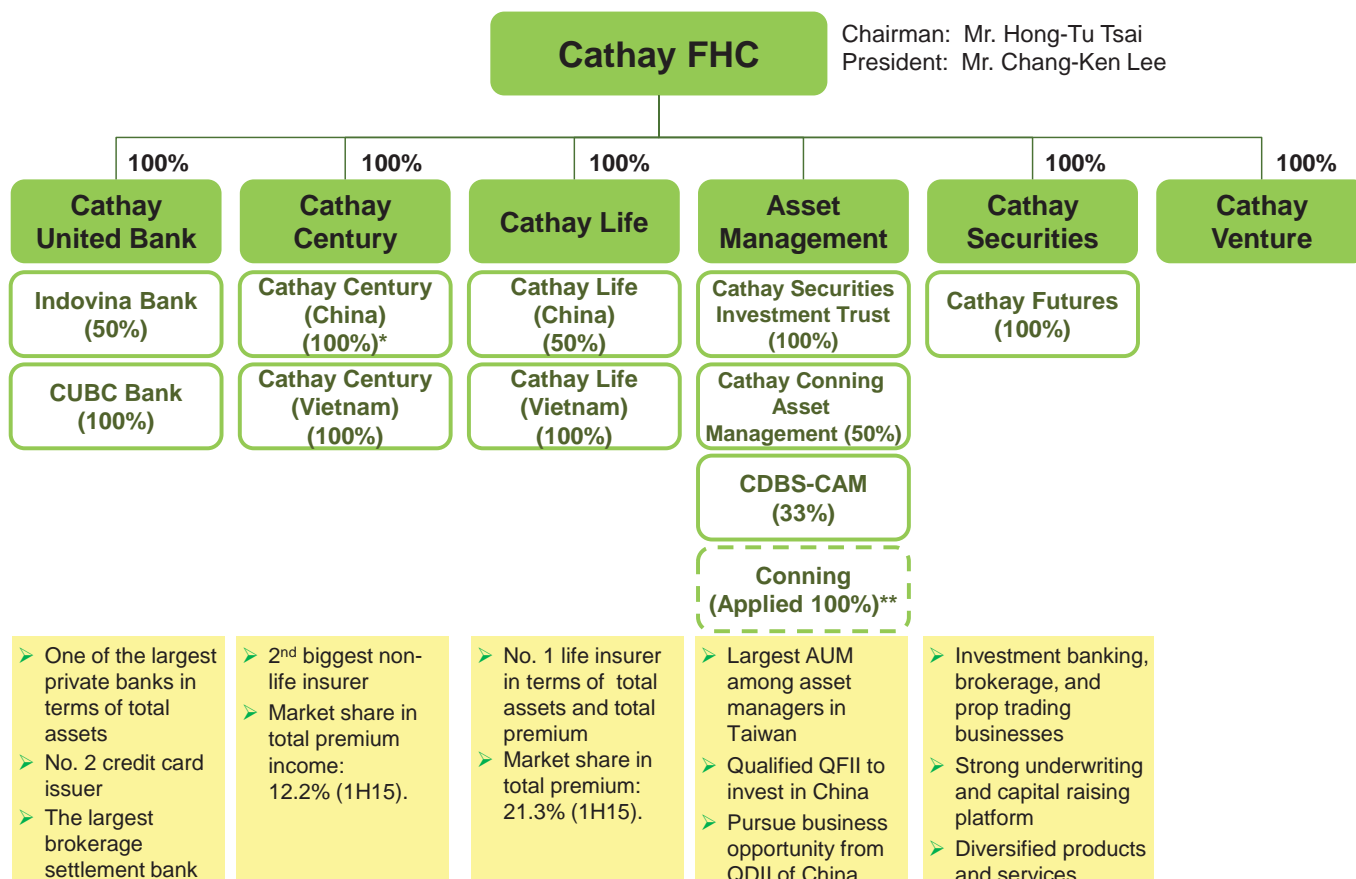 Cathay FHC
Chairman: Mr. Hong-Tu Tsai
President: Mr. Chang-Ken Lee
100%
100%
100%
100%
100%
Cathay
United Bank
Cathay
Century
Cathay Life
Asset
Management
Cathay
Securities
Cathay
Venture
Indovina Bank
(50%)
CUBC Bank
(100%)
Cathay Century
(China)
(100%)*
Cathay Century
(Vietnam)
(100%)
Cathay Life
(China)
(50%)
Cathay Life
(Vietnam)
(100%)
Cathay Securities
Investment Trust
(100%)
Cathay Conning
Asset
Management (50%)
CDBS-CAM
(33%)
Conning
(Applied 100%)**
Cathay Futures
(100%)
➢ One of the largest
private banks in
terms of total
assets
➢ No. 2 credit card
issuer
➢ The largest
brokerage
settlement bank
➢ 2nd biggest non-
life insurer
➢ Market share in
total premium
income:
12.2% (1H15).
➢ No. 1 life insurer
in terms of total
assets and total
premium
➢ Market share in
total premium:
21.3% (1H15).
➢ Largest AUM
among asset
managers in
Taiwan
➢ Qualified QFII to
invest in China
➢ Pursue business
opportunity from
QDII of China
➢ Investment banking,
brokerage, and
prop trading
businesses
➢ Strong underwriting
and capital raising
platform
➢ Diversified products
and services